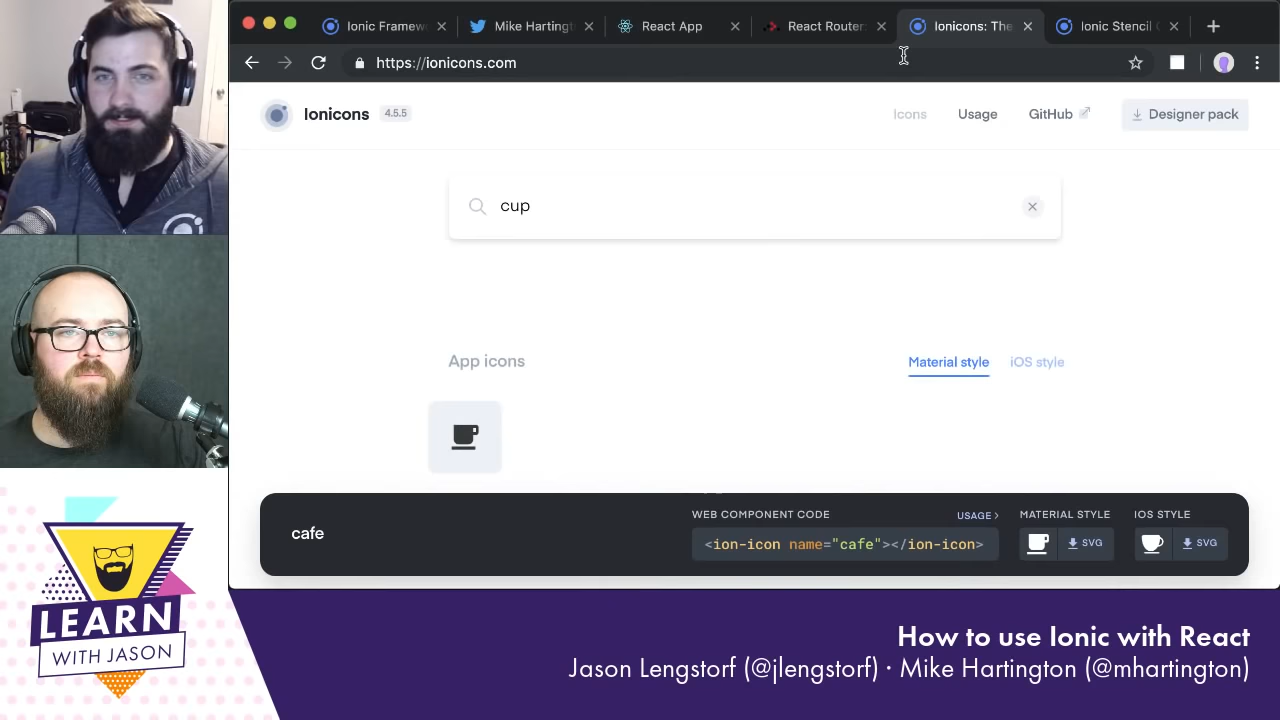 Ionic Framew
Mike Harting
React App
React Router:
Ionicons: The
Ionic Stencil
https://ionicons.com
Ionicons
4.5.5
Icons
Usage
GitHub
Designer pack
cup
App icons
Material style
iOS style
cafe
WEB COMPONENT CODE
USAGE >
<ion-icon name="cafe"></ion-icon>
MATERIAL STYLE
SVG
IOS STYLE
SVG
LEARN
WITH JASON
How to use Ionic with React
Jason Lengstorf (@jlengstorf) · Mike Hartington (@mhartington)